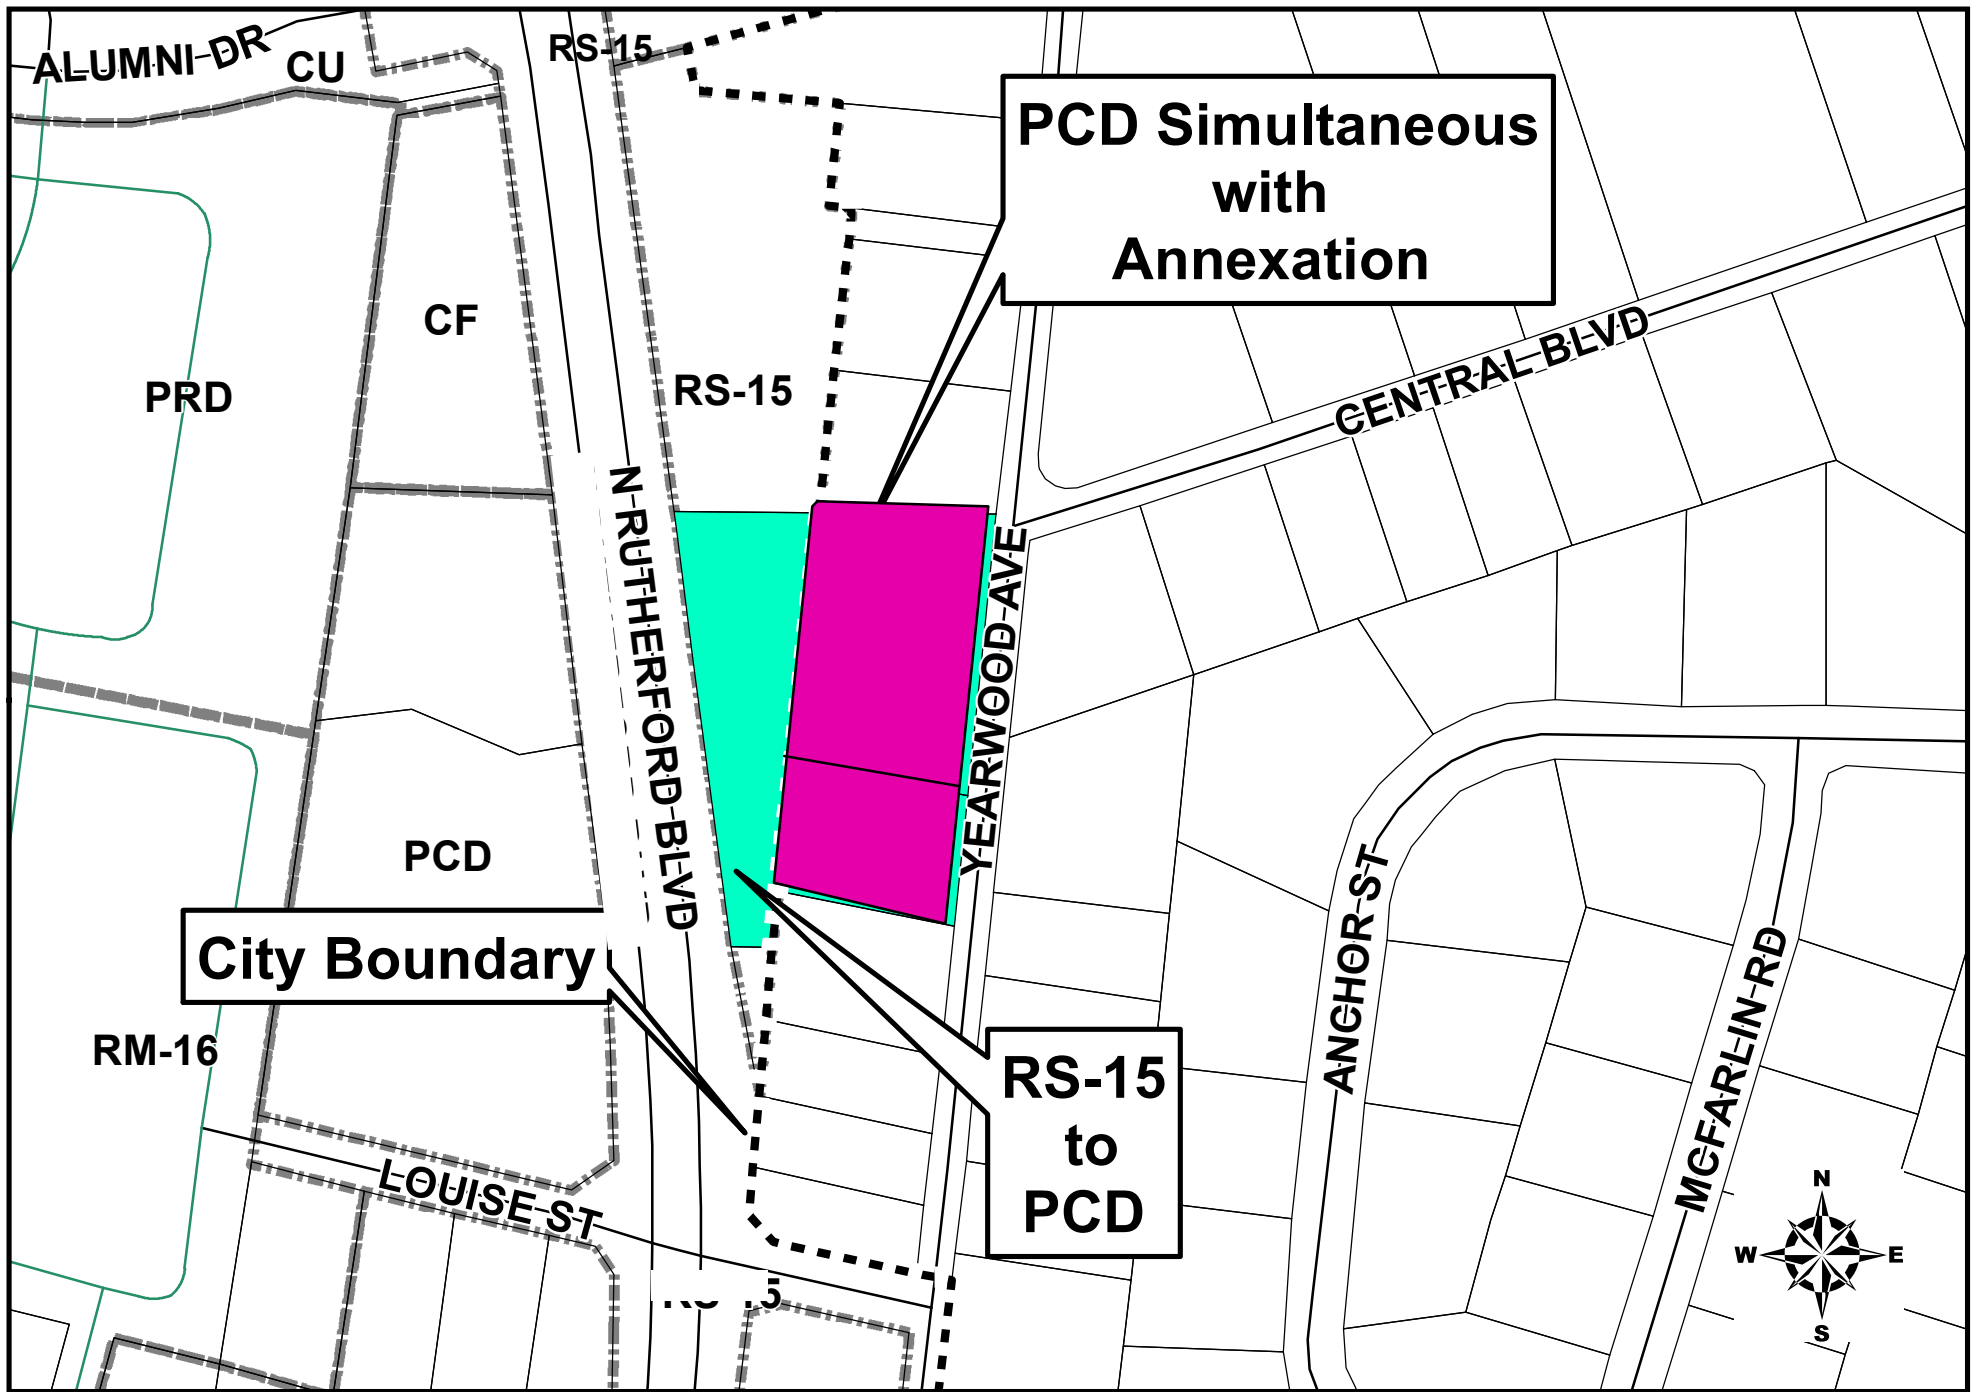 ALUMNI DR
CU
RS-15
PCD Simultaneous
with
Annexation
CF
PRD
RS-15
CENTRAL BLVD
N RUTHERFORD BLVD
YEARWOOD AVE
PCD
City Boundary
ANCHOR ST
MCFARLIN RD
RM-16
RS-15
to
PCD
LOUISE ST
N
W
E
S